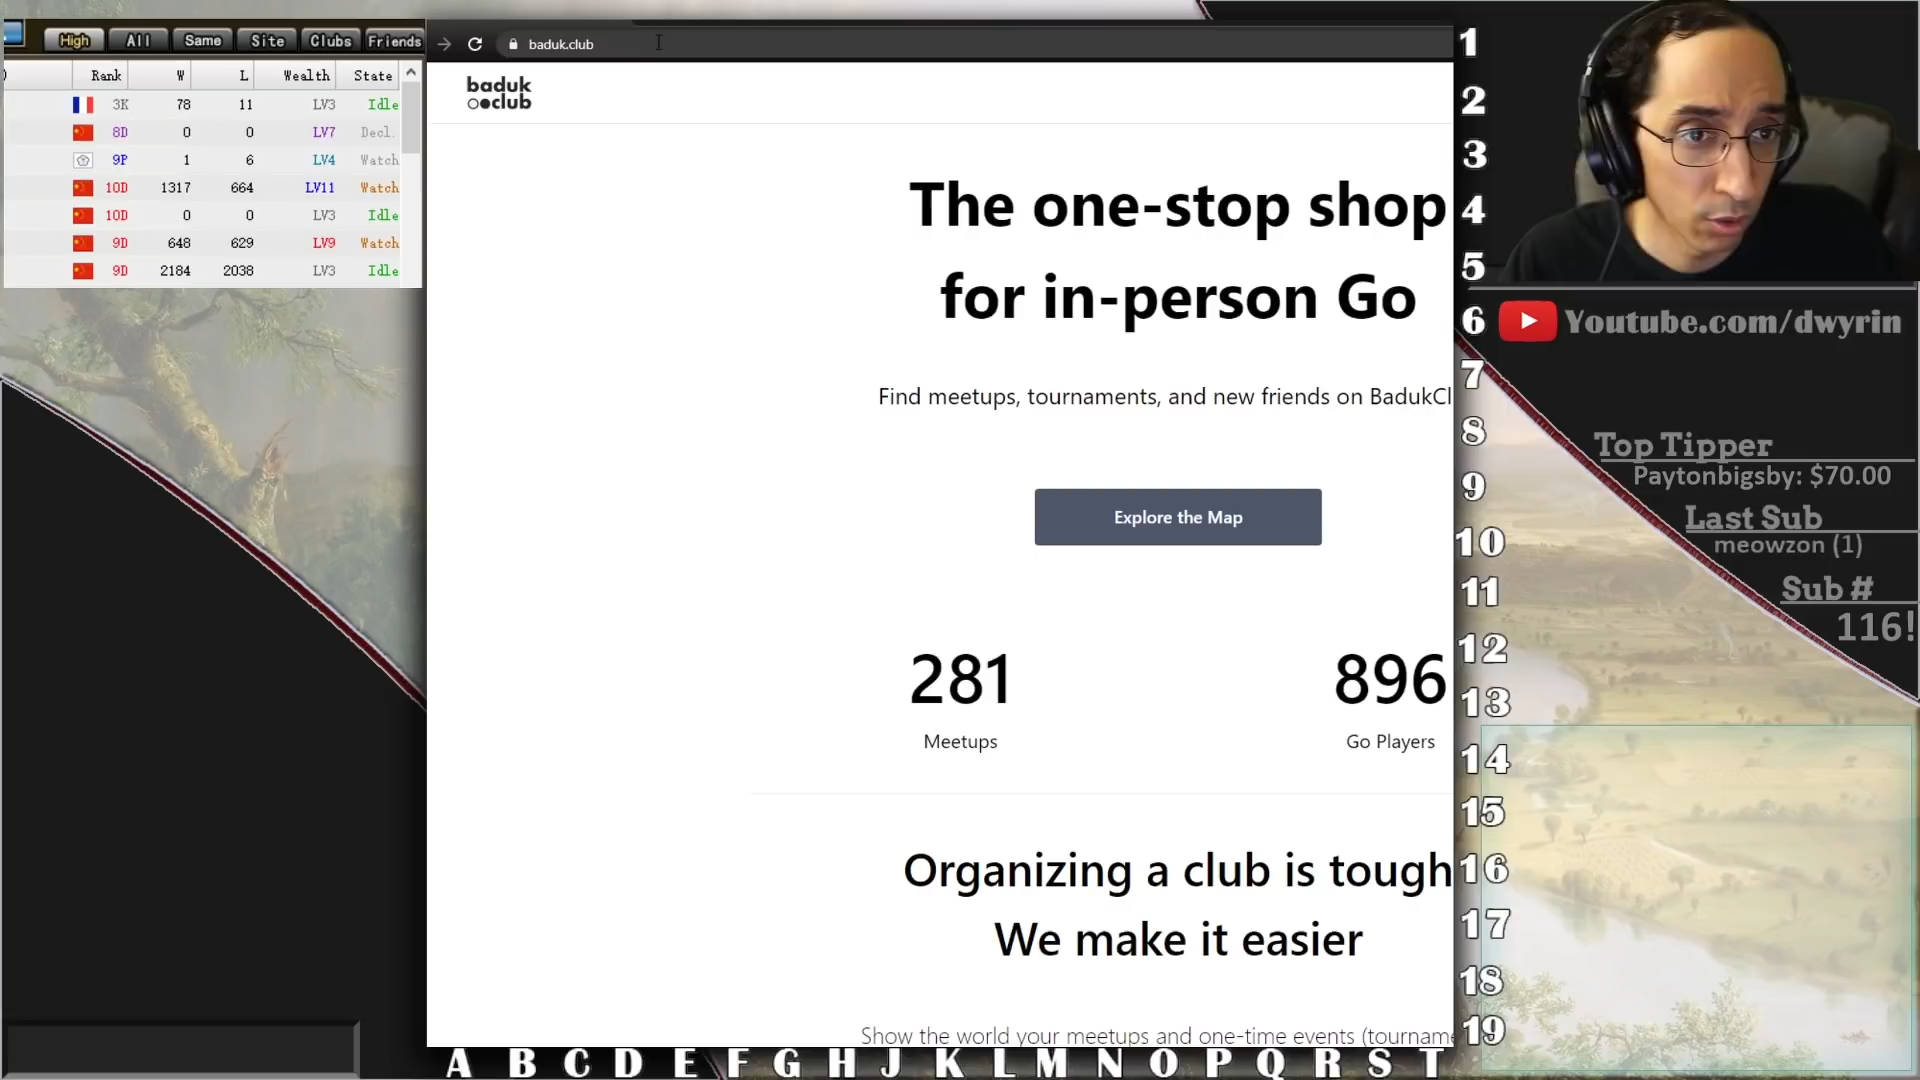 High All Same Site Clubs Friends
Rank W L Wealth State
3K 78 11 LV3 Idle
8D 0 0 LV7 Decl.
9P 1 6 LV4 Watch
10D 1317 664 LV11 Watch
10D 0 0 LV3 Idle
9D 648 629 LV9 Watch
9D 2184 2038 LV3 Idle
baduk.club
baduk
club
The one-stop shop
for in-person Go
Find meetups, tournaments, and new friends on BadukCl
Explore the Map
281
Meetups
896
Go Players
Organizing a club is tough
We make it easier
Show the world your meetups and one-time events (tourname
1
2
3
4
5
6
7
8
9
10
11
12
13
14
15
16
17
18
19
A B C D E F G H J K L M N O P Q R S T
Youtube.com/dwyrin
Top Tipper
Paytonbigsby: $70.00
Last Sub
meowzon (1)
Sub #
116!